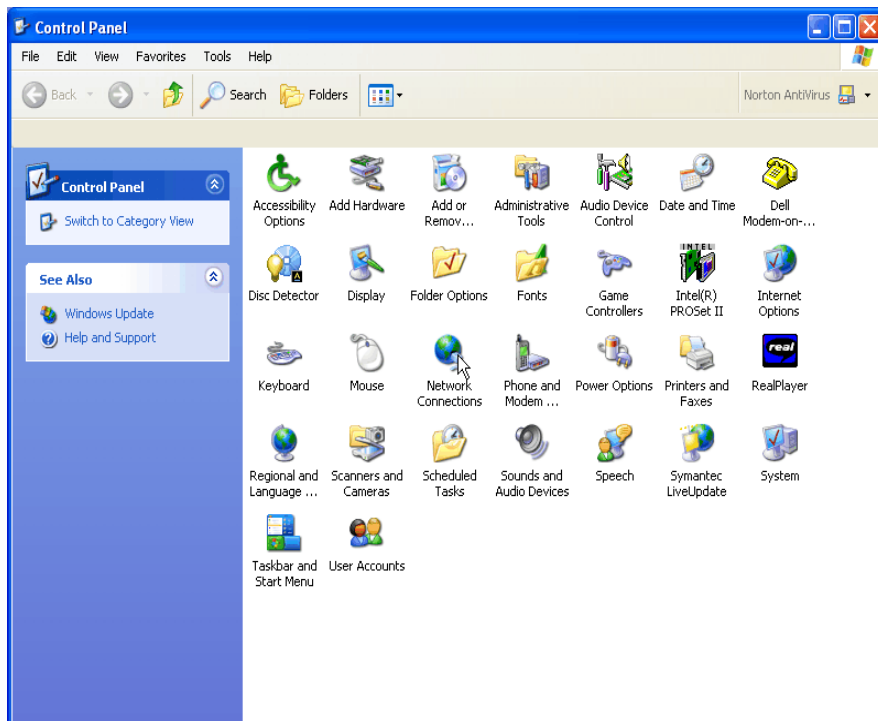 Control Panel
File Edit View Favorites Tools Help
Back Search Folders Norton AntiVirus
Control Panel
Switch to Category View
See Also
Windows Update
Help and Support
Accessibility Options
Add Hardware
Add or Remov...
Administrative Tools
Audio Device Control
Date and Time
Dell Modem-on-...
Disc Detector
Display
Folder Options
Fonts
Game Controllers
INTEL
Intel(R) PROSet II
Internet Options
Keyboard
Mouse
Network Connections
Phone and Modem ...
Power Options
Printers and Faxes
real
RealPlayer
Regional and Language ...
Scanners and Cameras
Scheduled Tasks
Sounds and Audio Devices
Speech
Symantec LiveUpdate
System
Taskbar and Start Menu
User Accounts